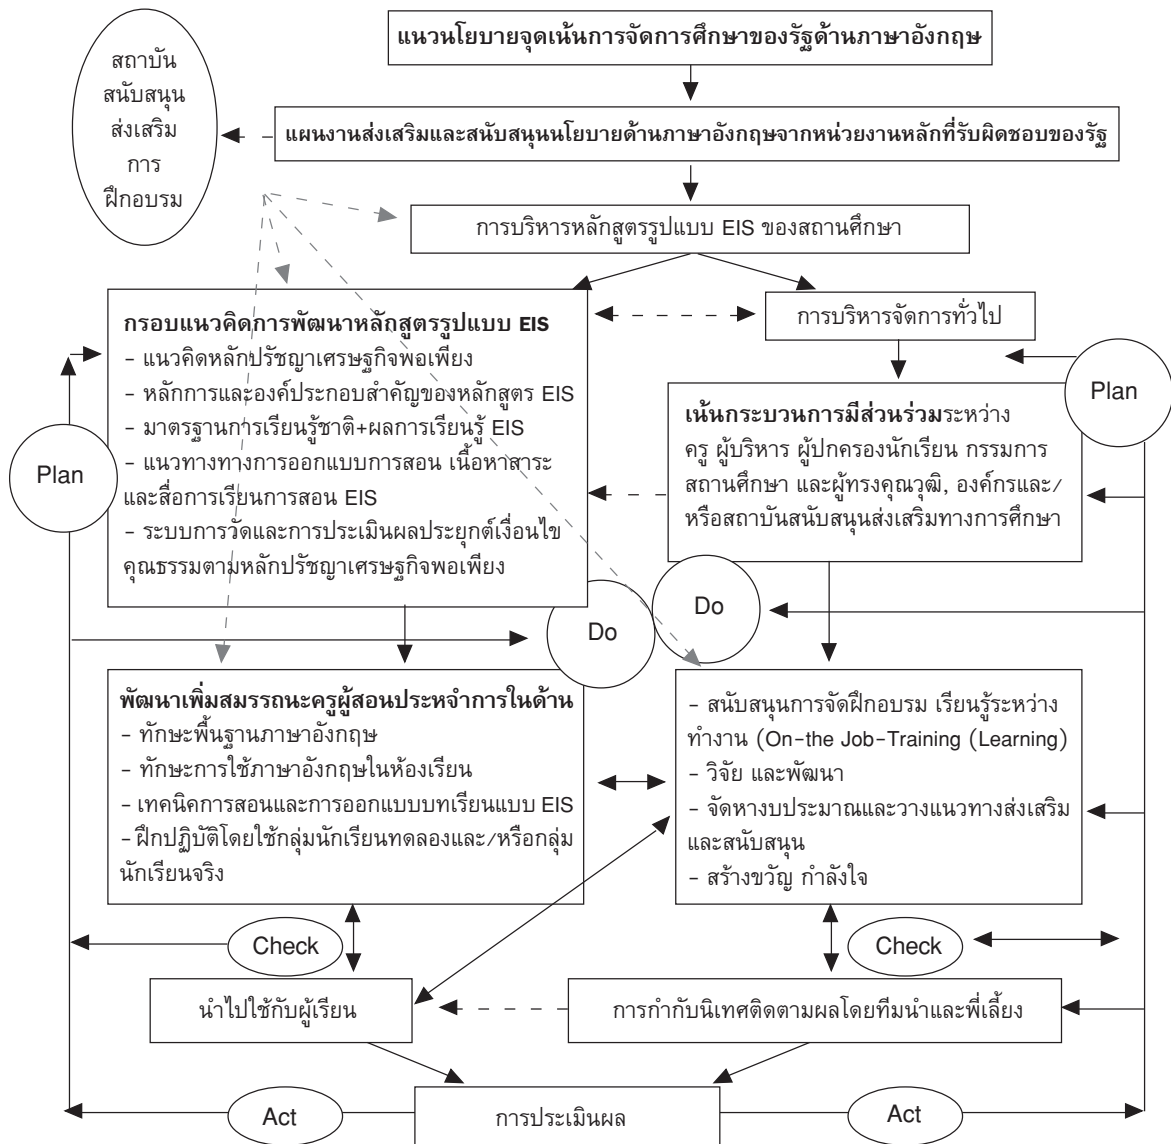 แนวนโยบายจุดเน้นการจัดการศึกษาของรัฐด้านภาษาอังกฤษ
สถาบัน
สนับสนุน
ส่งเสริม
การ
ฝึกอบรม
แผนงานส่งเสริมและสนับสนุนนโยบายด้านภาษาอังกฤษจากหน่วยงานหลักที่รับผิดชอบของรัฐ
การบริหารหลักสูตรรูปแบบ EIS ของสถานศึกษา
กรอบแนวคิดการพัฒนาหลักสูตรรูปแบบ EIS
- แนวคิดหลักปรัชญาเศรษฐกิจพอเพียง
- หลักการและองค์ประกอบสำคัญของหลักสูตร EIS
- มาตรฐานการเรียนรู้ชาติ+ผลการเรียนรู้ EIS
- แนวทางทางการออกแบบการสอน เนื้อหาสาระ
และสื่อการเรียนการสอน EIS
- ระบบการวัดและการประเมินผลประยุกต์เงื่อนไข
คุณธรรมตามหลักปรัชญาเศรษฐกิจพอเพียง
Plan
การบริหารจัดการทั่วไป
Plan
เน้นกระบวนการมีส่วนร่วมระหว่าง
ครู ผู้บริหาร ผู้ปกครองนักเรียน กรรมการ
สถานศึกษา และผู้ทรงคุณวุฒิ, องค์กรและ/
หรือสถาบันสนับสนุนส่งเสริมทางการศึกษา
Do
Do
พัฒนาเพิ่มสมรรถนะครูผู้สอนประหจำการในด้าน
- ทักษะพื้นฐานภาษาอังกฤษ
- ทักษะการใช้ภาษาอังกฤษในห้องเรียน
- เทคนิคการสอนและการออกแบบบทเรียนแบบ EIS
- ฝึกปฏิบัติโดยใช้กลุ่มนักเรียนทดลองและ/หรือกลุ่ม
นักเรียนจริง
- สนับสนุนการจัดฝึกอบรม เรียนรู้ระหว่าง
ทำงาน (On-the Job-Training (Learning)
- วิจัย และพัฒนา
- จัดหางบประมาณและวางแนวทางส่งเสริม
และสนับสนุน
- สร้างขวัญ กำลังใจ
Check
Check
นำไปใช้กับผู้เรียน
การกำกับนิเทศติดตามผลโดยทีมนำและพี่เลี้ยง
Act
การประเมินผล
Act